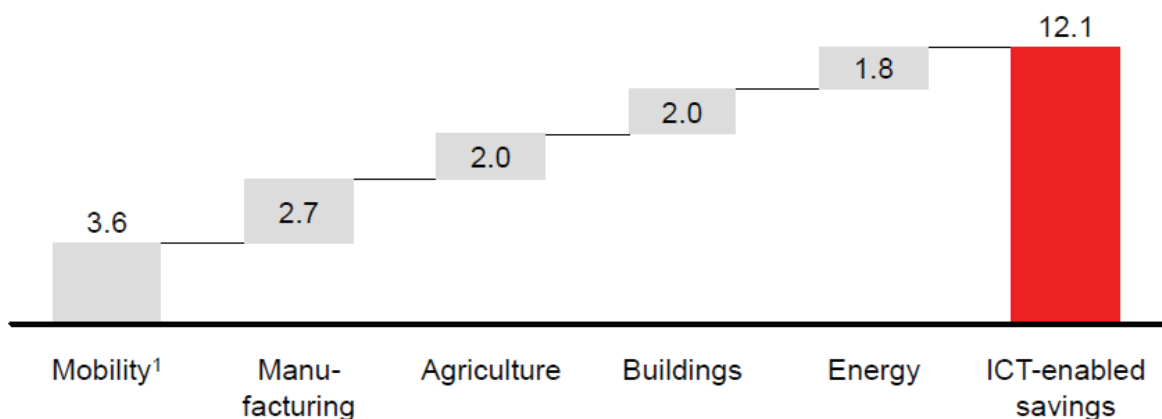 12.1
1.8
2.0
2.0
2.7
3.6
Mobility¹
Manu-
facturing
Agriculture
Buildings
Energy
ICT-enabled
savings